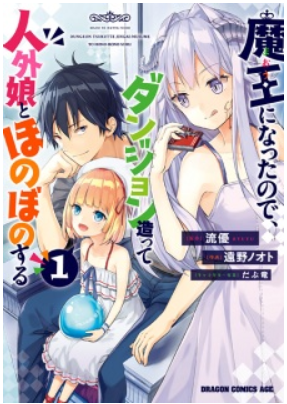 魔王になったので、
ダンジョン造って
人外娘とほのぼのする
1
流優
遠野ノオト
だぶ竜
DRAGON COMICS AGE